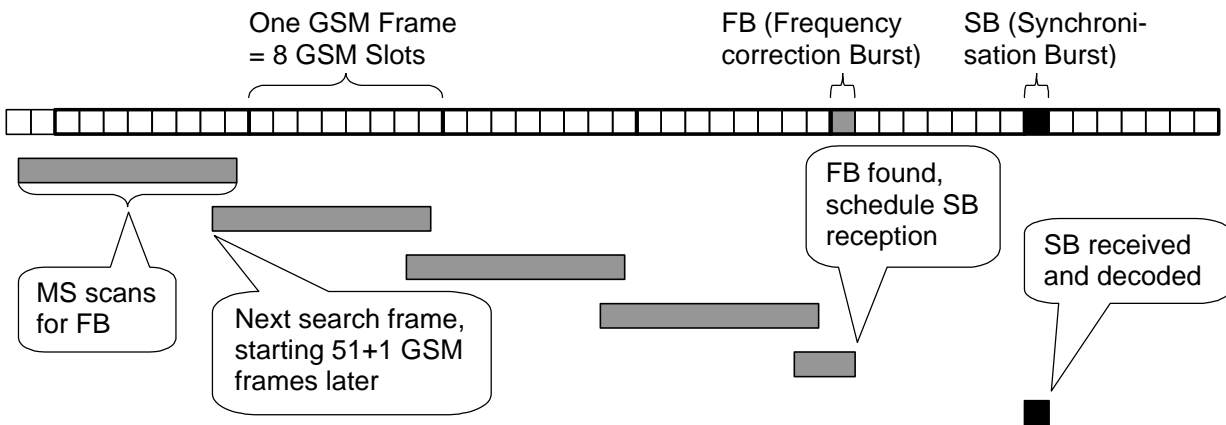 One GSM Frame
= 8 GSM Slots
FB (Frequency
correction Burst)
SB (Synchroni-
sation Burst)
MS scans
for FB
Next search frame,
starting 51+1 GSM
frames later
FB found,
schedule SB
reception
SB received
and decoded